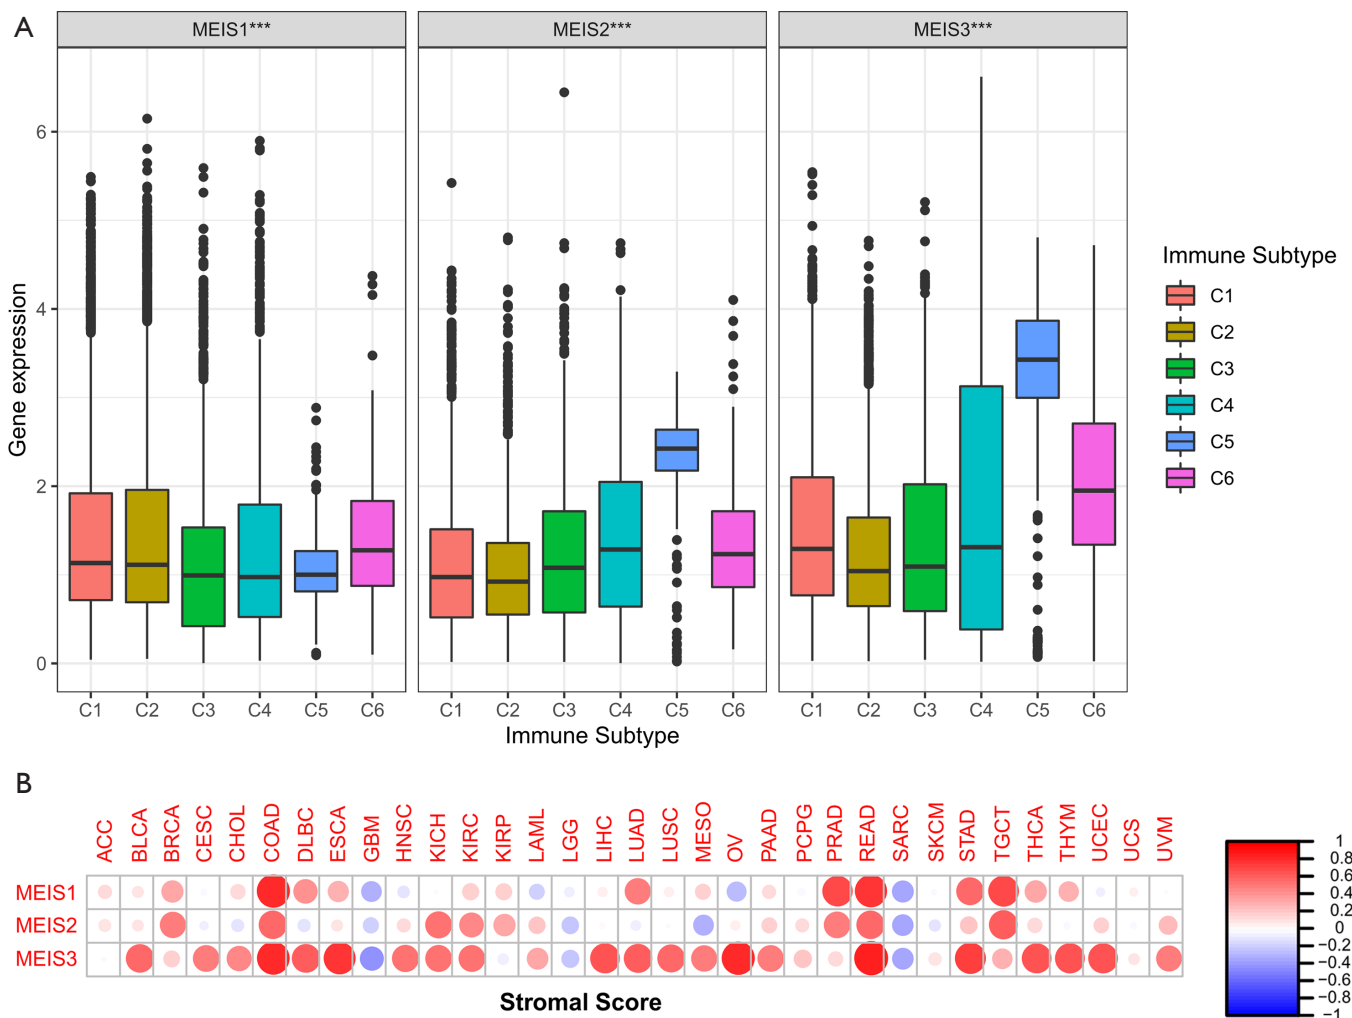 A
MEIS1***
MEIS2***
MEIS3***
Gene expression
6
4
2
0
C1 C2 C3 C4 C5 C6
C1 C2 C3 C4 C5 C6
C1 C2 C3 C4 C5 C6
Immune Subtype
Immune Subtype
C1
C2
C3
C4
C5
C6
B
ACC BLCA BRCA CESC CHOL COAD DLBC ESCA GBM HNSC KICH KIRC KIRP LAML LGG LIHC LUAD LUSC MESO OV PAAD PCPG PRAD READ SARC SKCM STAD TGCT THCA THYM UCEC UCS UVM
MEIS1
MEIS2
MEIS3
Stromal Score
1
0.8
0.6
0.4
0.2
0
−0.2
−0.4
−0.6
−0.8
−1